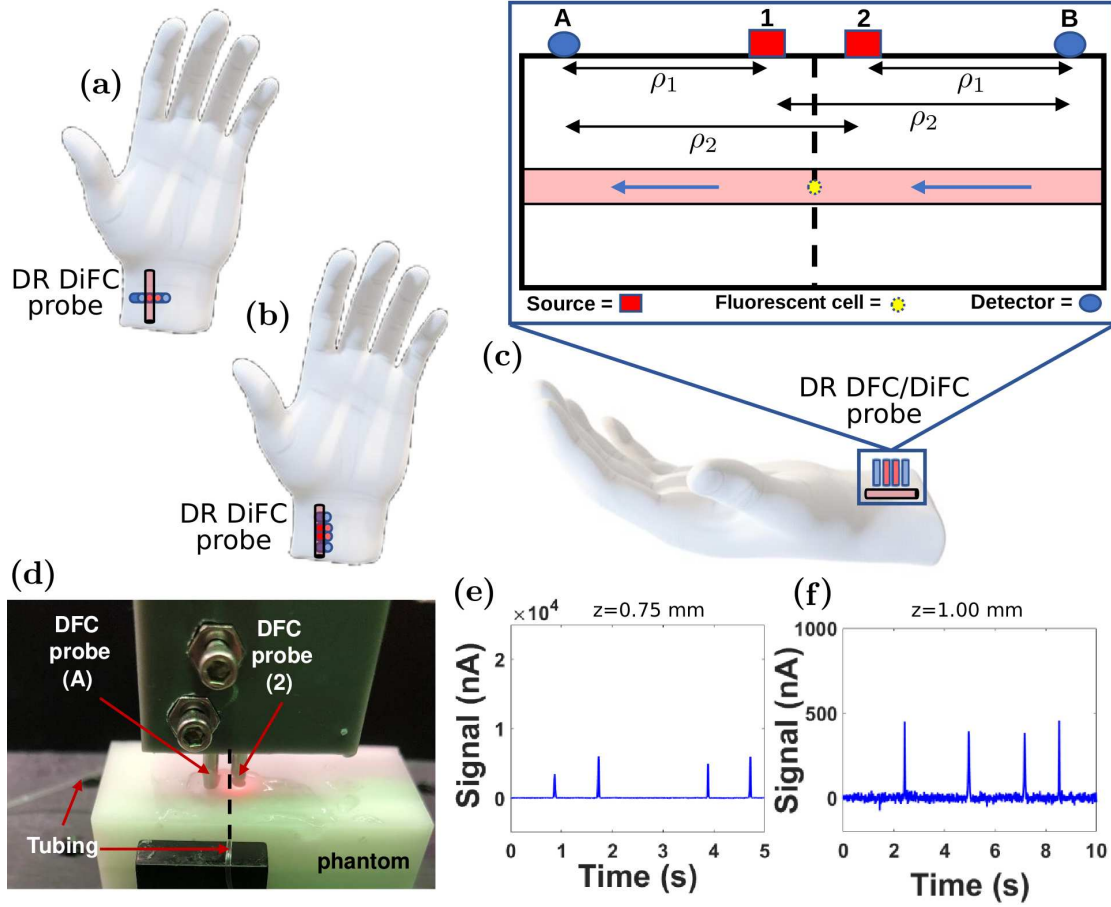 (a)
DR DiFC
probe
(b)
DR DiFC
probe
A 1 2 B
ρ1 ρ1
ρ2
ρ2
Source = Fluorescent cell = Detector =
(c)
DR DFC/DiFC
probe
(d)
DFC
probe
(A)
DFC
probe
(2)
Tubing
phantom
(e)
×10⁴
z=0.75 mm
Signal (nA)
2
1
0
0 1 2 3 4 5
Time (s)
(f)
z=1.00 mm
Signal (nA)
1000
500
0
0 2 4 6 8 10
Time (s)